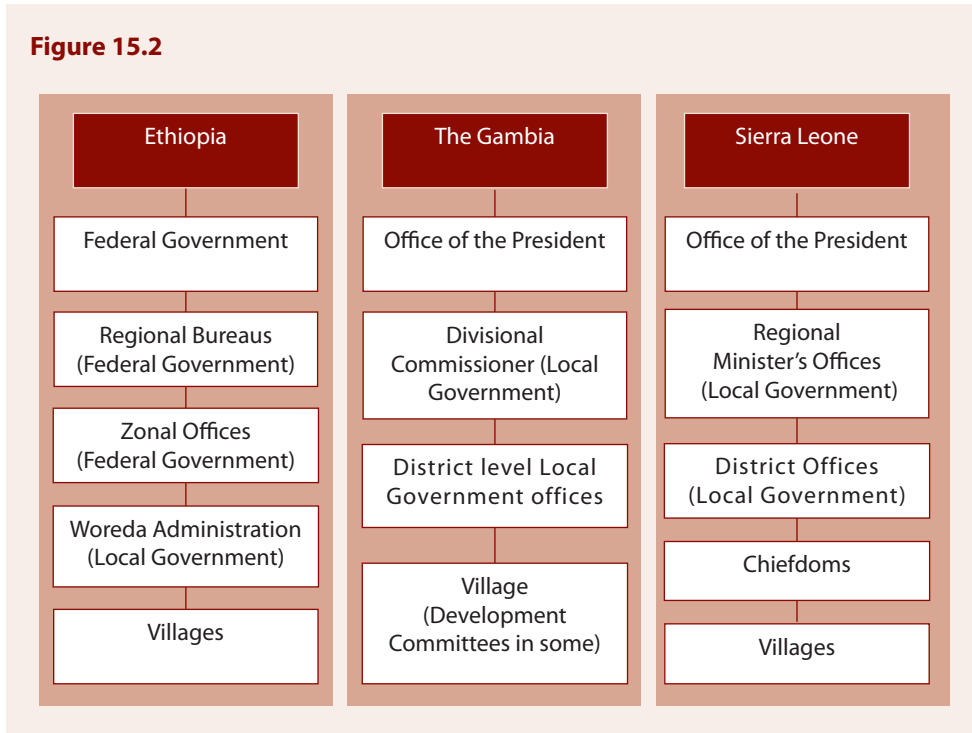 Figure 15.2
Ethiopia
Federal Government
Regional Bureaus
(Federal Government)
Zonal Offices
(Federal Government)
Woreda Administration
(Local Government)
Villages
The Gambia
Office of the President
Divisional
Commissioner (Local
Government)
District level Local
Government offices
Village
(Development
Committees in some)
Sierra Leone
Office of the President
Regional
Minister’s Offices
(Local Government)
District Offices
(Local Government)
Chiefdoms
Villages